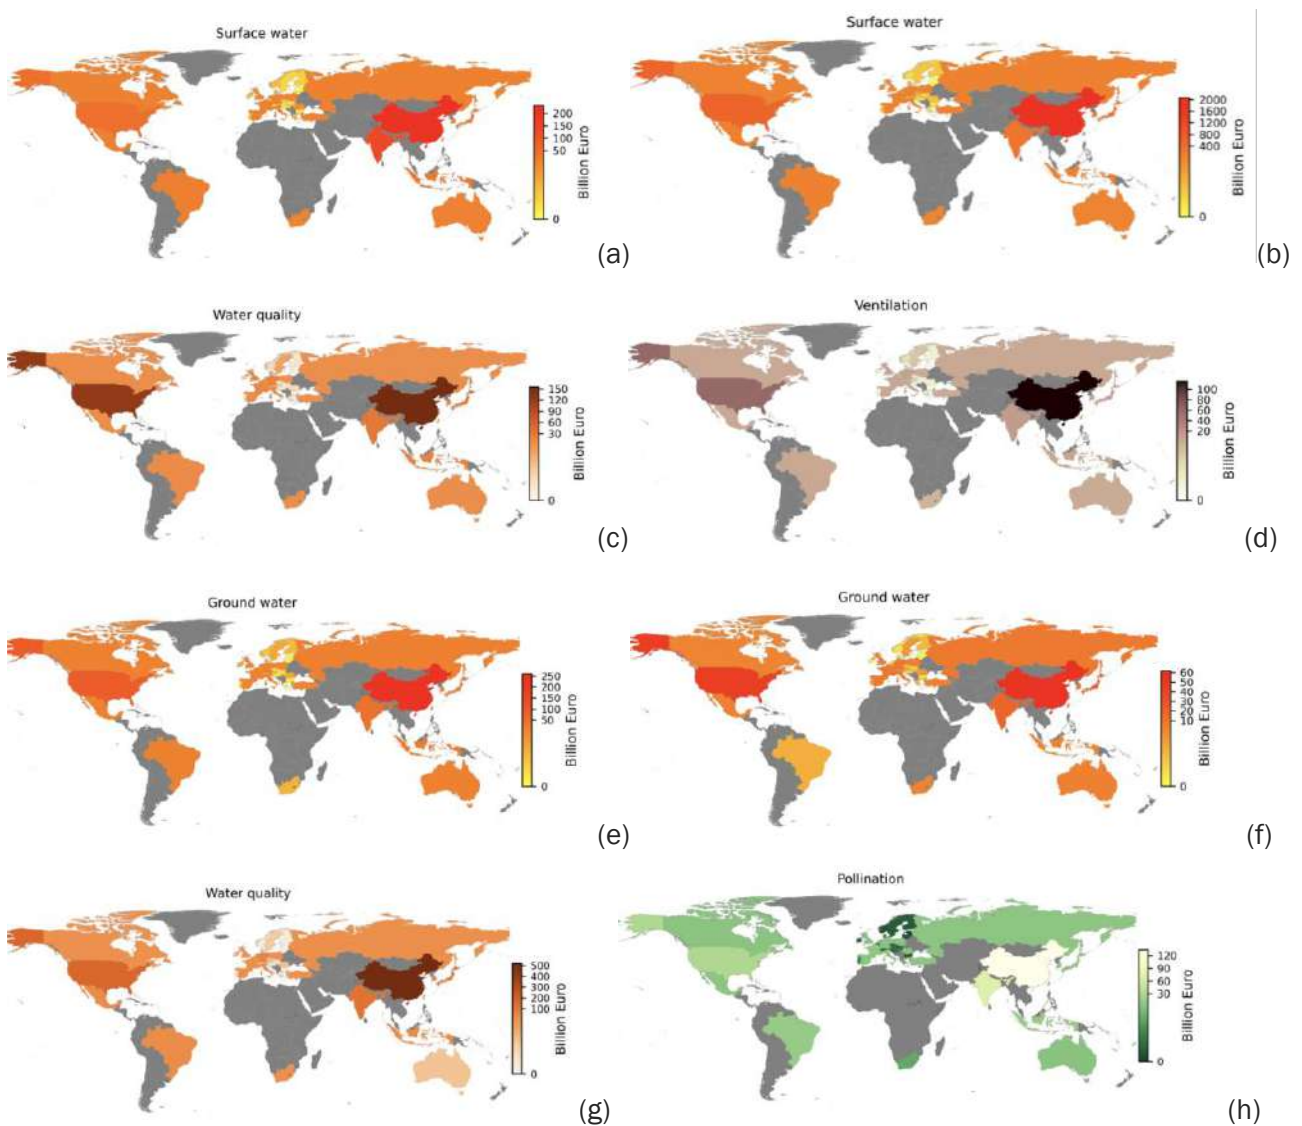 Surface water
200
150
100
50
0
Billion Euro
(a)
Surface water
2000
1600
1200
800
400
0
Billion Euro
(b)
Water quality
150
120
90
60
30
0
Billion Euro
(c)
Ventilation
100
80
60
40
20
0
Billion Euro
(d)
Ground water
250
200
150
100
50
0
Billion Euro
(e)
Ground water
60
50
40
30
20
10
0
Billion Euro
(f)
Water quality
500
400
300
200
100
0
Billion Euro
(g)
Pollination
120
90
60
30
0
Billion Euro
(h)